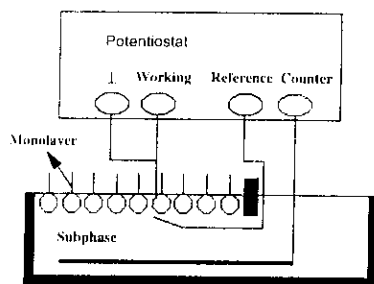 Potentiostat
⊥ Working Reference Counter
Monolayer
Subphase